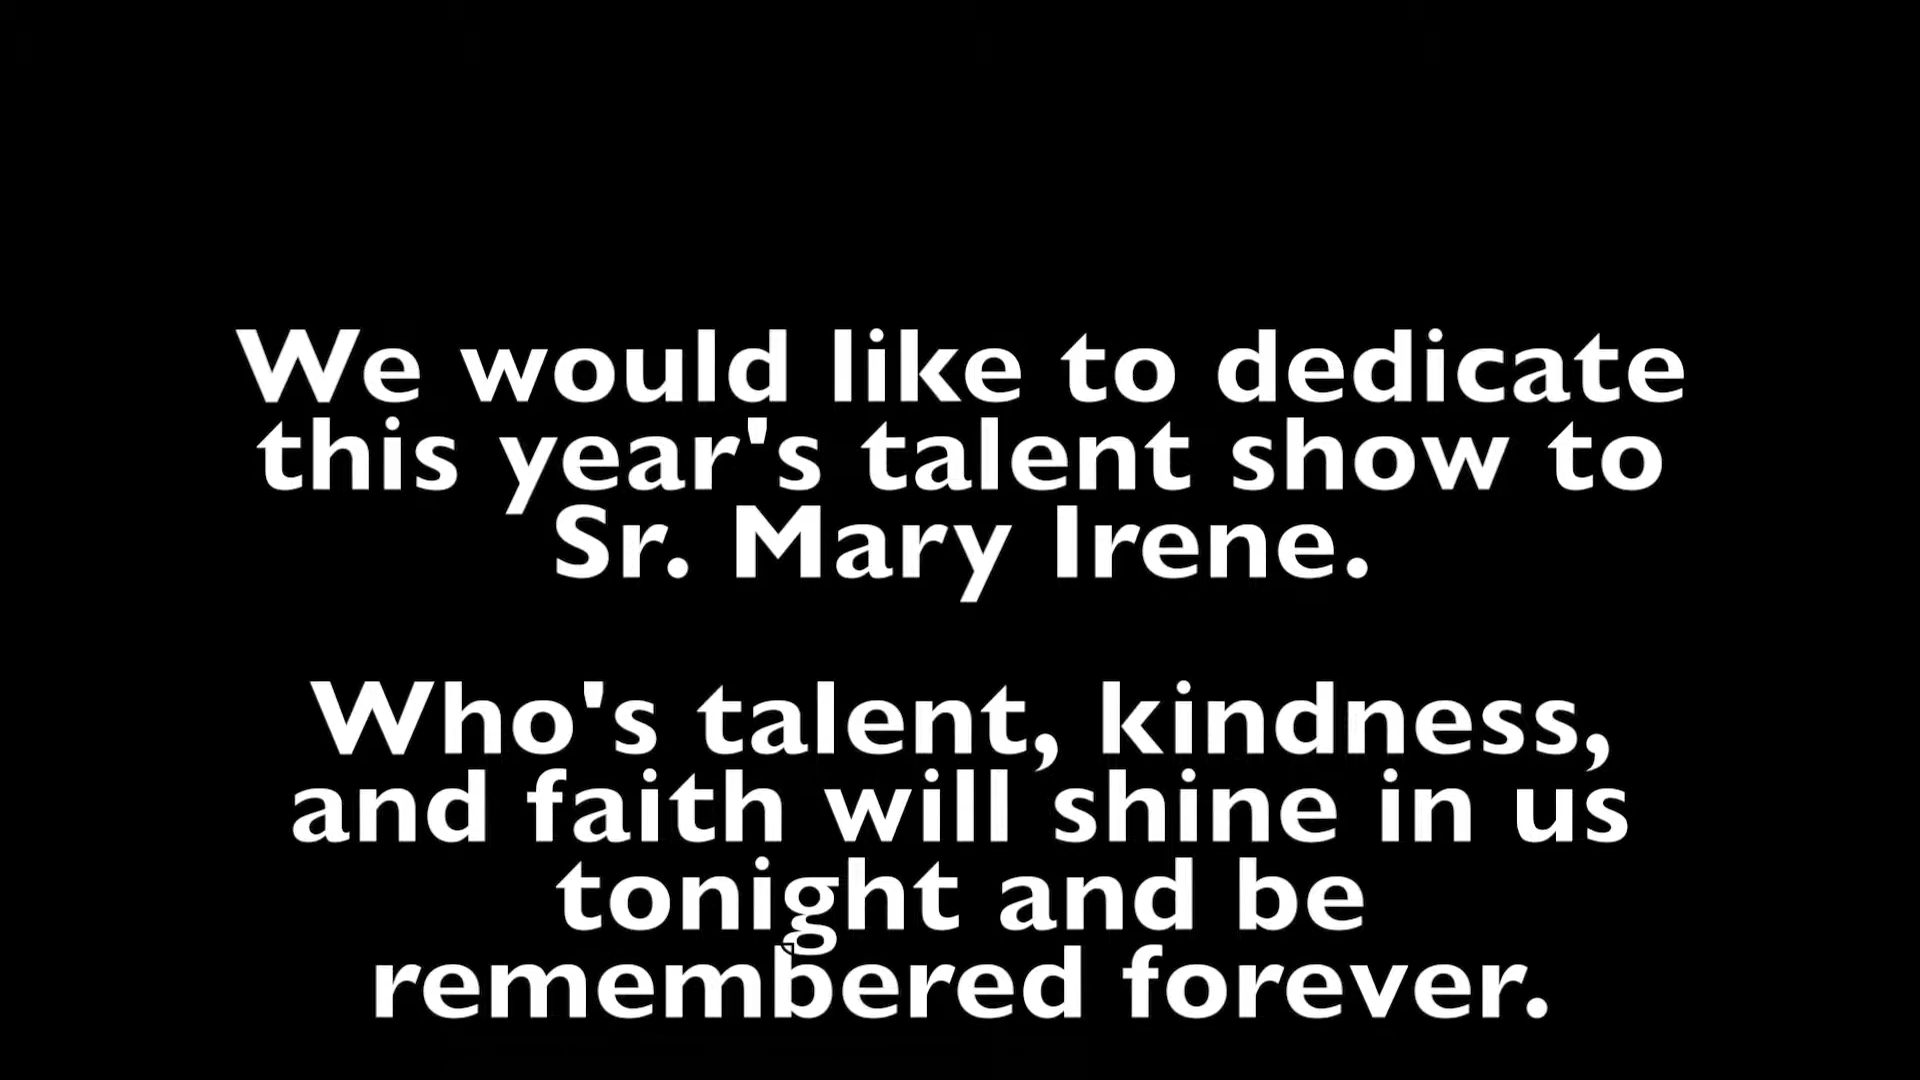 We would like to dedicate
this year's talent show to
Sr. Mary Irene.
Who's talent, kindness,
and faith will shine in us
tonight and be
remembered forever.